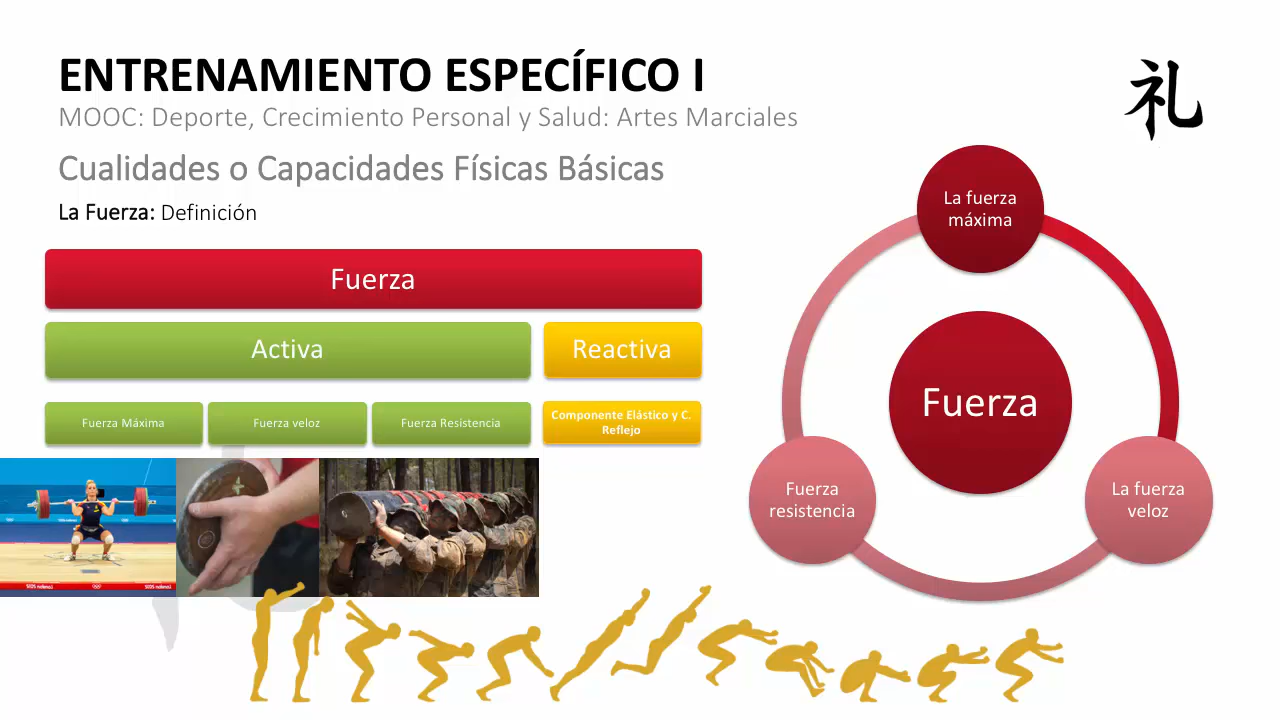 ENTRENAMIENTO ESPECÍFICO I
MOOC: Deporte, Crecimiento Personal y Salud: Artes Marciales
礼
Cualidades o Capacidades Físicas Básicas
La Fuerza: Definición
Fuerza
Activa
Reactiva
Fuerza Máxima
Fuerza veloz
Fuerza Resistencia
Componente Elástico y C.
Reflejo
La fuerza
máxima
Fuerza
Fuerza
resistencia
La fuerza
veloz